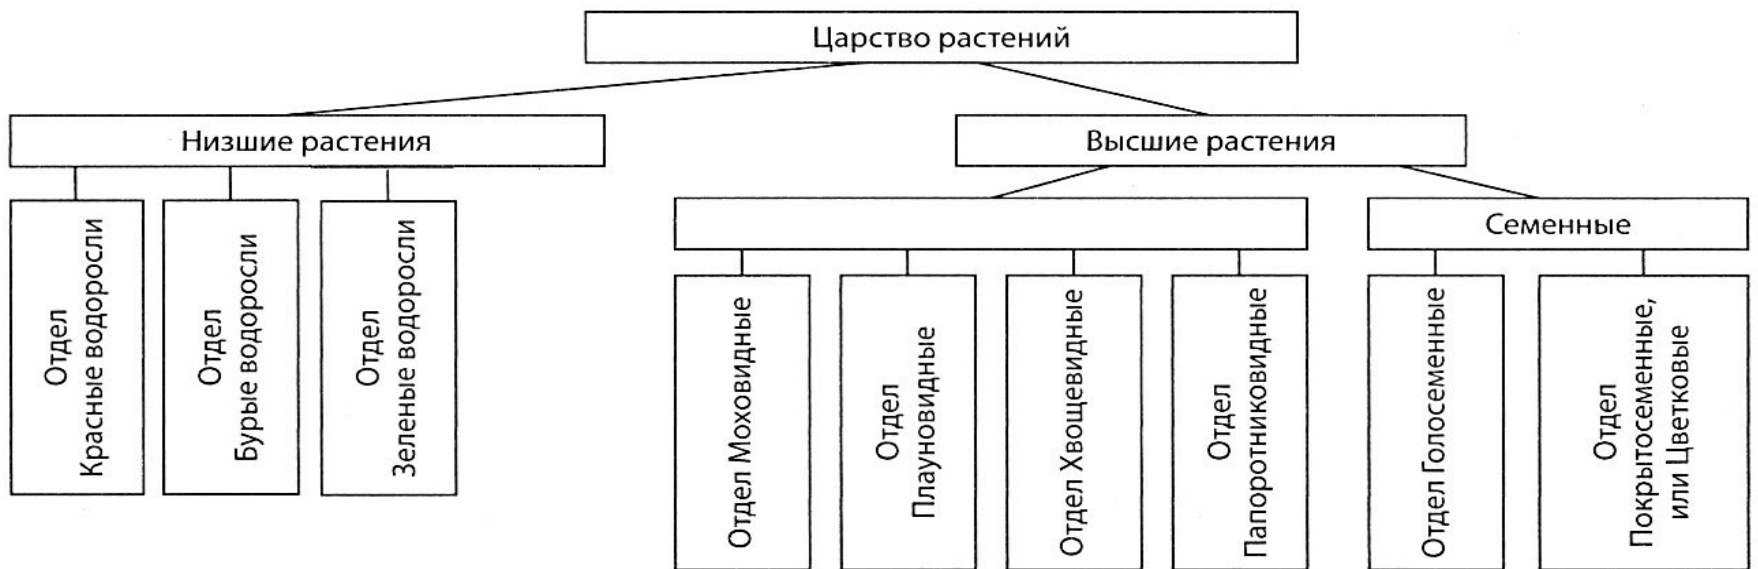 Царство растений
Низшие растения
Высшие растения
Семенные
Отдел
Красные водоросли
Отдел
Бурые водоросли
Отдел
Зеленые водоросли
Отдел Моховидные
Отдел
Плауновидные
Отдел Хвощевидные
Отдел
Папоротниковидные
Отдел Голосеменные
Отдел
Покрытосеменные,
или Цветковые